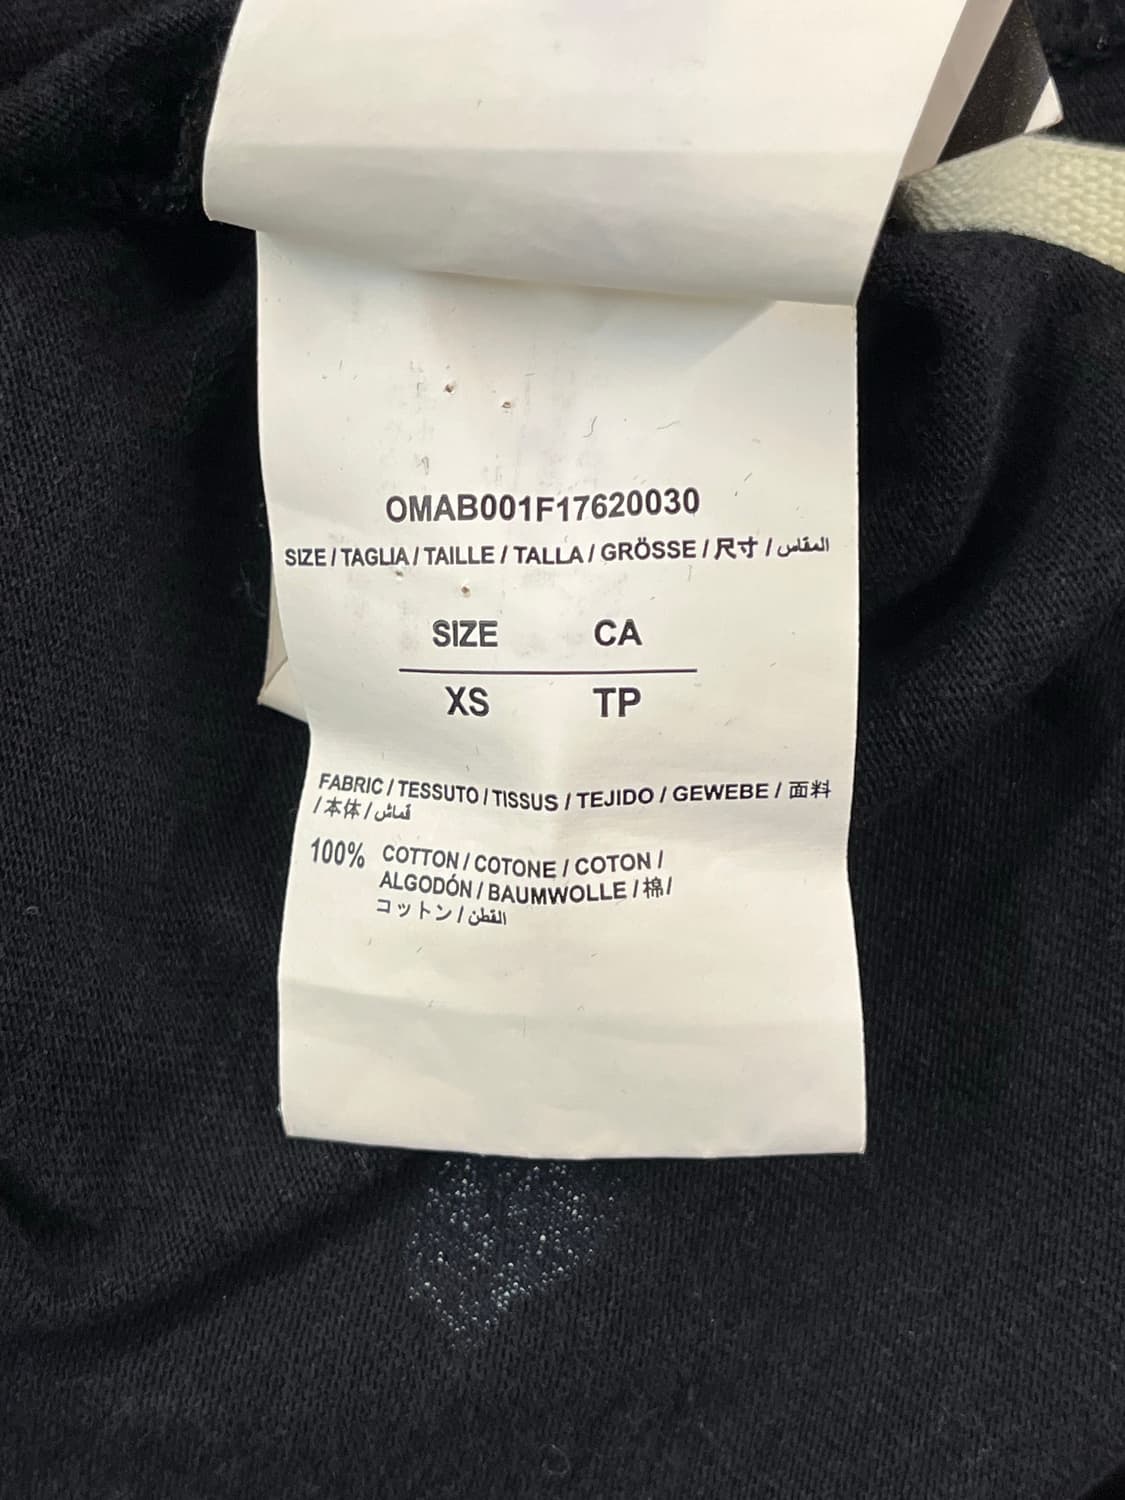 OMAB001F17620030
SIZE / TAGLIA / TAILLE / TALLA / GRÖSSE / 尺寸 / المقاس
SIZE CA
XS TP
FABRIC / TESSUTO / TISSUS / TEJIDO / GEWEBE / 面料
/ 本体 / قماش
100% COTTON / COTONE / COTON /
ALGODÓN / BAUMWOLLE / 棉 /
コットン / القطن